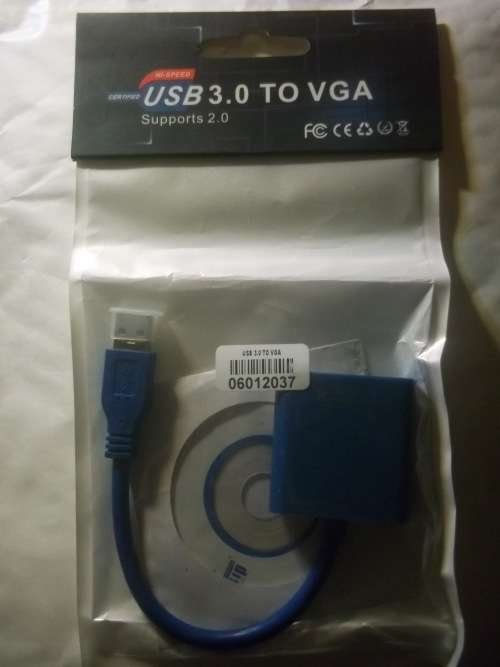 HI-SPEED
CERTIFIED USB 3.0 TO VGA
Supports 2.0
FC CE
USB 3.0 TO VGA
06012037